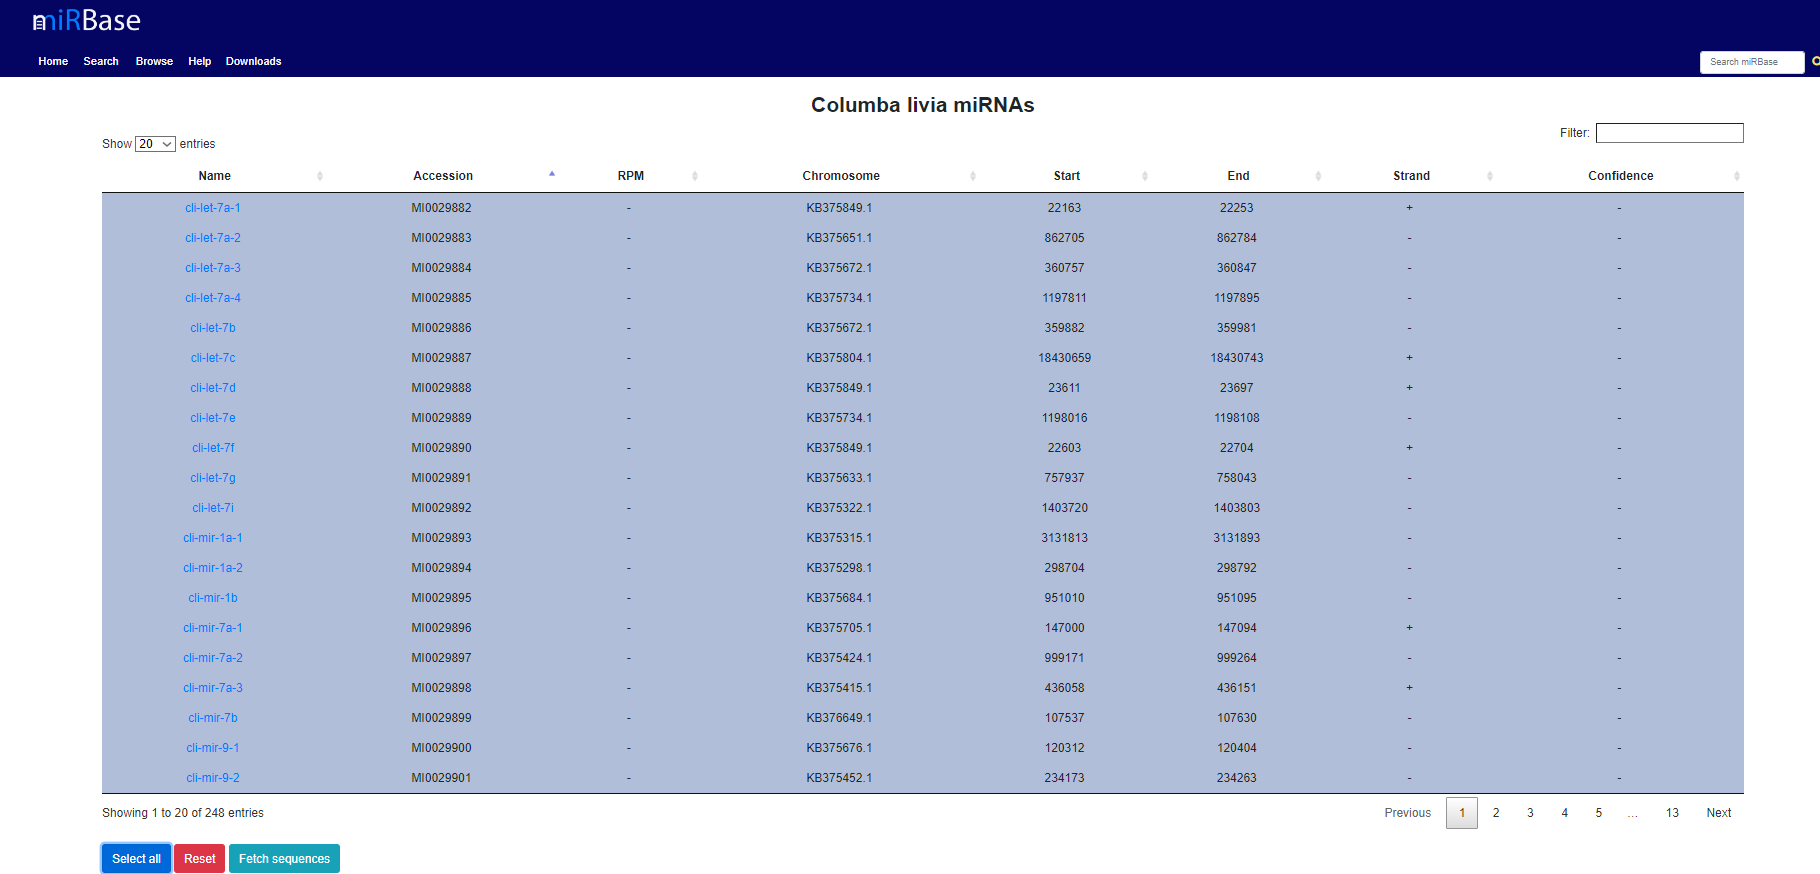 miRBase
Home Search Browse Help Downloads
Search miRBase
Columba livia miRNAs
Show 20 entries
Filter:
Name Accession RPM Chromosome Start End Strand Confidence
cli-let-7a-1 MI0029882 - KB375849.1 22163 22253 + -
cli-let-7a-2 MI0029883 - KB375651.1 862705 862784 - -
cli-let-7a-3 MI0029884 - KB375672.1 360757 360847 - -
cli-let-7a-4 MI0029885 - KB375734.1 1197811 1197895 - -
cli-let-7b MI0029886 - KB375672.1 359882 359981 - -
cli-let-7c MI0029887 - KB375804.1 18430659 18430743 + -
cli-let-7d MI0029888 - KB375849.1 23611 23697 + -
cli-let-7e MI0029889 - KB375734.1 1198016 1198108 - -
cli-let-7f MI0029890 - KB375849.1 22603 22704 + -
cli-let-7g MI0029891 - KB375633.1 757937 758043 - -
cli-let-7i MI0029892 - KB375322.1 1403720 1403803 - -
cli-mir-1a-1 MI0029893 - KB375315.1 3131813 3131893 - -
cli-mir-1a-2 MI0029894 - KB375298.1 298704 298792 - -
cli-mir-1b MI0029895 - KB375684.1 951010 951095 - -
cli-mir-7a-1 MI0029896 - KB375705.1 147000 147094 + -
cli-mir-7a-2 MI0029897 - KB375424.1 999171 999264 - -
cli-mir-7a-3 MI0029898 - KB375415.1 436058 436151 + -
cli-mir-7b MI0029899 - KB376649.1 107537 107630 - -
cli-mir-9-1 MI0029900 - KB375676.1 120312 120404 - -
cli-mir-9-2 MI0029901 - KB375452.1 234173 234263 - -
Showing 1 to 20 of 248 entries
Previous 1 2 3 4 5 ... 13 Next
Select all Reset Fetch sequences